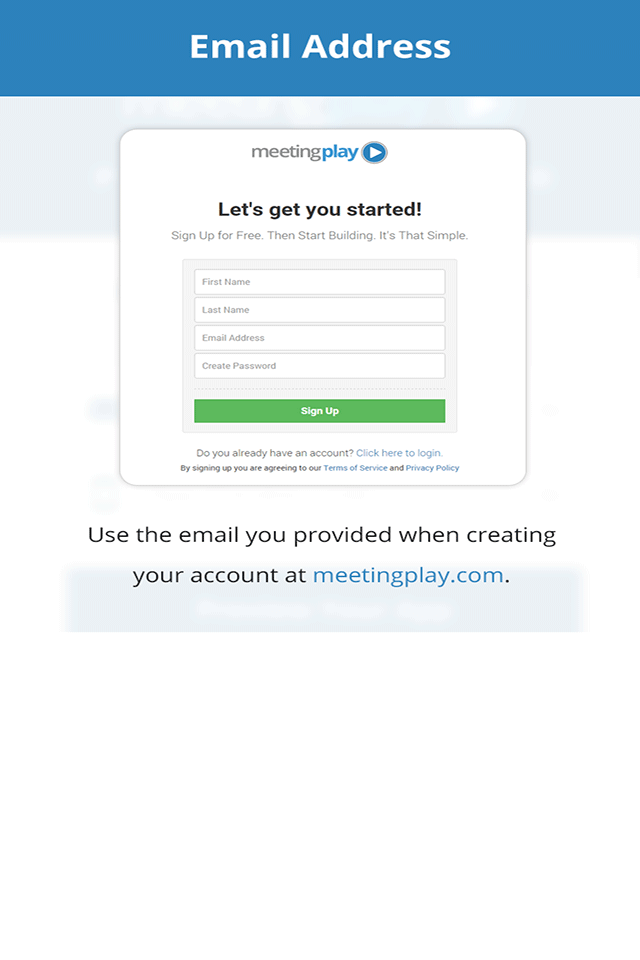 Email Address
meetingplay
Let's get you started!
Sign Up for Free. Then Start Building. It's That Simple.
First Name
Last Name
Email Address
Create Password
Sign Up
Do you already have an account? Click here to login.
By signing up you are agreeing to our Terms of Service and Privacy Policy
Use the email you provided when creating
your account at meetingplay.com.